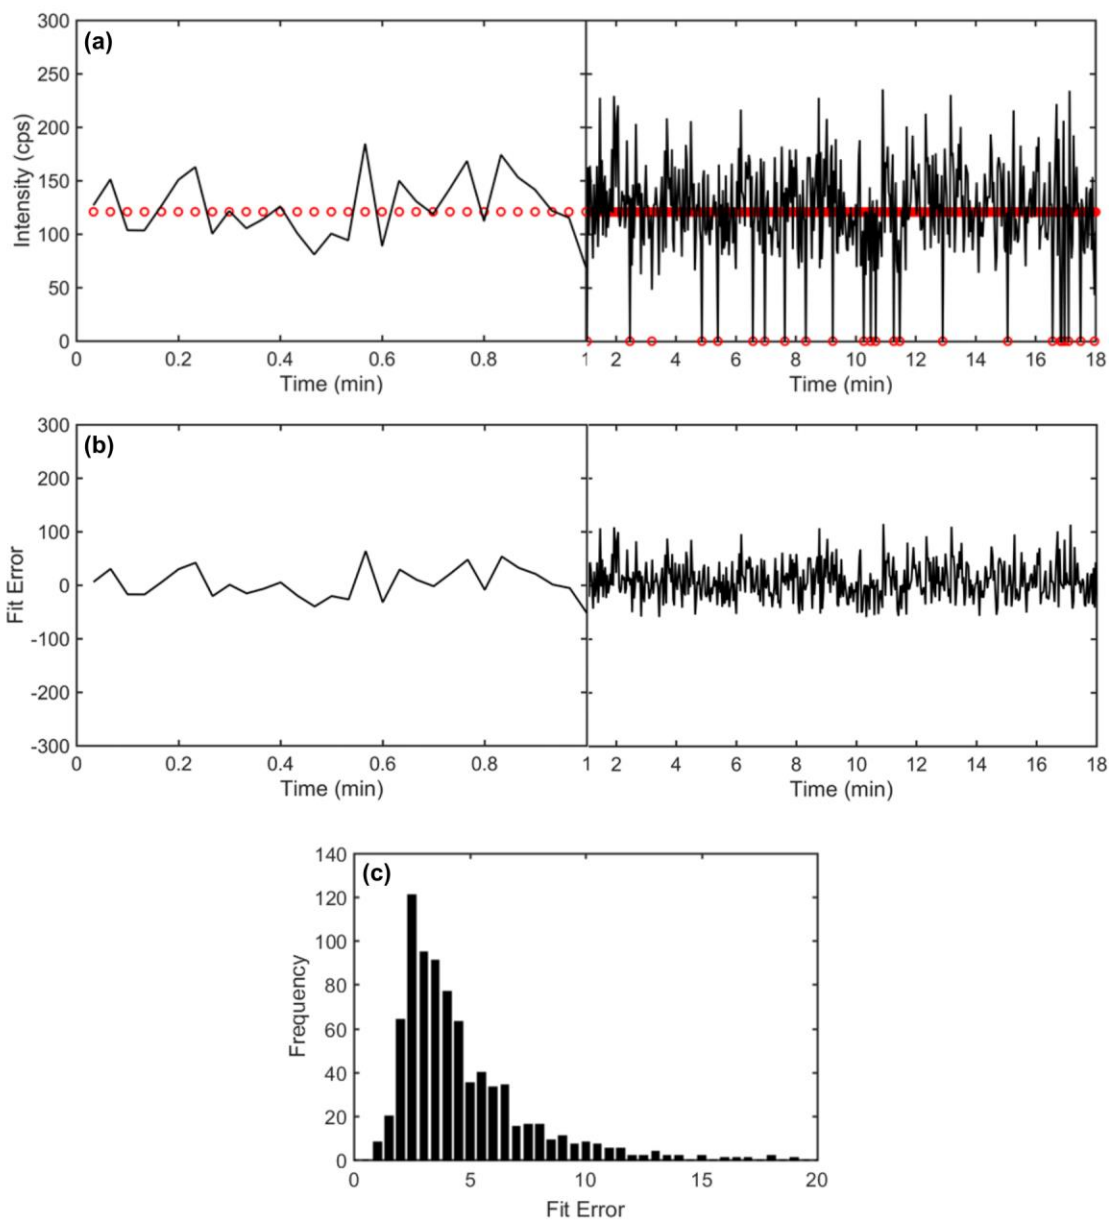 (a)
300
250
200
150
100
50
0
Intensity (cps)
0 0.2 0.4 0.6 0.8 1 2 4 6 8 10 12 14 16 18
Time (min) Time (min)
(b)
300
200
100
0
-100
-200
-300
Fit Error
0 0.2 0.4 0.6 0.8 1 2 4 6 8 10 12 14 16 18
Time (min) Time (min)
(c)
140
120
100
80
60
40
20
0
Frequency
0 5 10 15 20
Fit Error